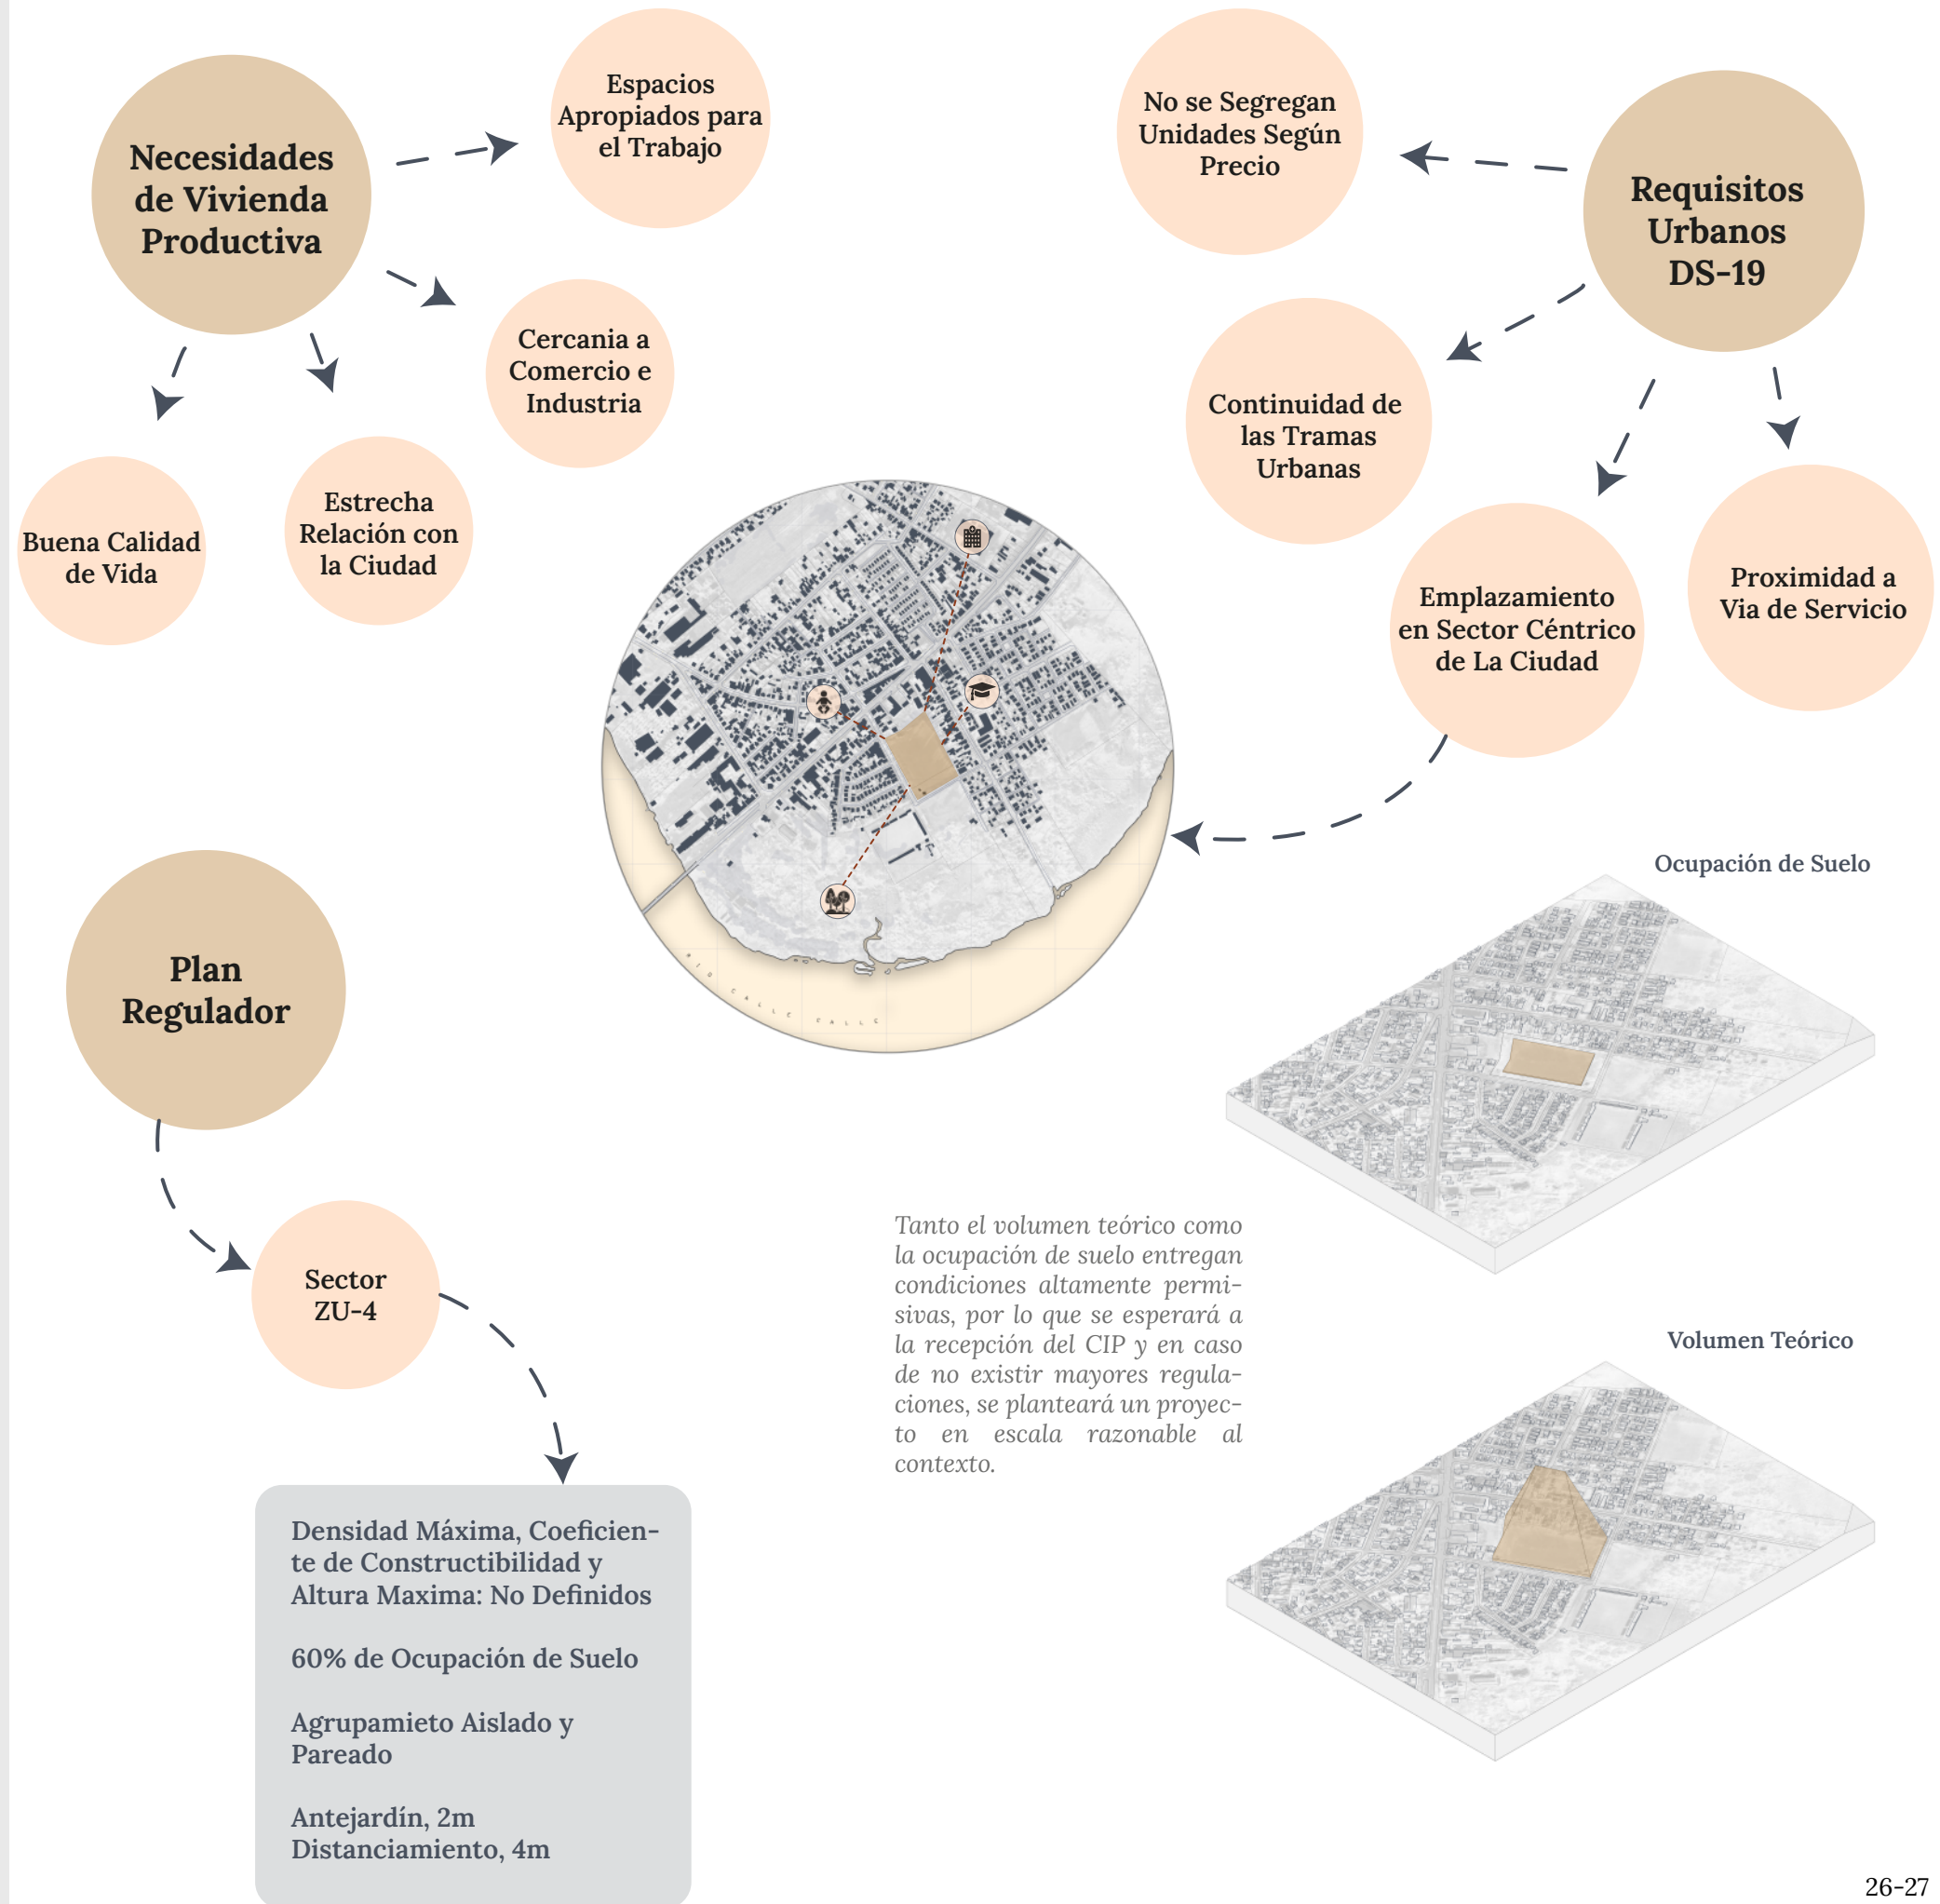 Necesidades
de Vivienda
Productiva
Espacios
Apropiados para
el Trabajo
Cercania a
Comercio e
Industria
Estrecha
Relación con
la Ciudad
Buena Calidad
de Vida
No se Segregan
Unidades Según
Precio
Requisitos
Urbanos
DS-19
Continuidad de
las Tramas
Urbanas
Emplazamiento
en Sector Céntrico
de La Ciudad
Proximidad a
Via de Servicio
RIO CALLE CALLE
Plan
Regulador
Sector
ZU-4
Densidad Máxima, Coeficien-
te de Constructibilidad y
Altura Maxima: No Definidos
60% de Ocupación de Suelo
Agrupamieto Aislado y
Pareado
Antejardín, 2m
Distanciamiento, 4m
Tanto el volumen teórico como
la ocupación de suelo entregan
condiciones altamente permi-
sivas, por lo que se esperará a
la recepción del CIP y en caso
de no existir mayores regula-
ciones, se planteará un proyec-
to en escala razonable al
contexto.
Ocupación de Suelo
Volumen Teórico
26-27